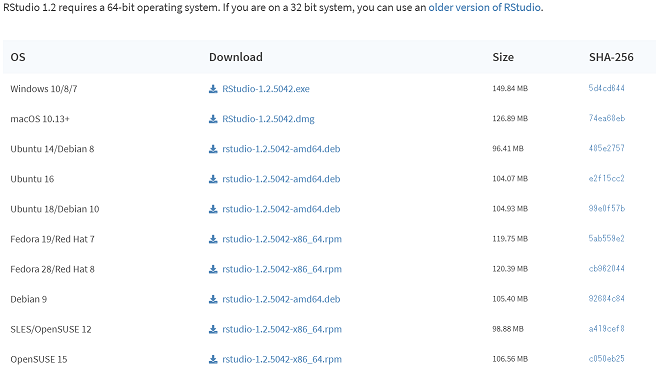 RStudio 1.2 requires a 64-bit operating system. If you are on a 32 bit system, you can use an older version of RStudio.
OS Download Size SHA-256
Windows 10/8/7 RStudio-1.2.5042.exe 149.84 MB 5d4cd644
macOS 10.13+ RStudio-1.2.5042.dmg 126.89 MB 74ea68eb
Ubuntu 14/Debian 8 rstudio-1.2.5042-amd64.deb 96.41 MB 405e2757
Ubuntu 16 rstudio-1.2.5042-amd64.deb 104.07 MB e2f15cc2
Ubuntu 18/Debian 10 rstudio-1.2.5042-amd64.deb 104.93 MB 99e0f57b
Fedora 19/Red Hat 7 rstudio-1.2.5042-x86_64.rpm 119.75 MB 5ab559e2
Fedora 28/Red Hat 8 rstudio-1.2.5042-x86_64.rpm 120.39 MB cb962044
Debian 9 rstudio-1.2.5042-amd64.deb 105.40 MB 92604c84
SLES/OpenSUSE 12 rstudio-1.2.5042-x86_64.rpm 98.88 MB a419cef0
OpenSUSE 15 rstudio-1.2.5042-x86_64.rpm 106.56 MB c050eb25